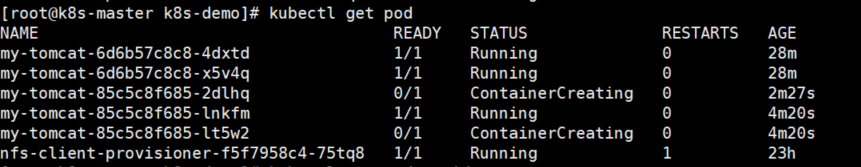 [root@k8s-master k8s-demo]# kubectl get pod
NAME READY STATUS RESTARTS AGE
my-tomcat-6d6b57c8c8-4dxtd 1/1 Running 0 28m
my-tomcat-6d6b57c8c8-x5v4q 1/1 Running 0 28m
my-tomcat-85c5c8f685-2dlhq 0/1 ContainerCreating 0 2m27s
my-tomcat-85c5c8f685-lnkfm 1/1 Running 0 4m20s
my-tomcat-85c5c8f685-lt5w2 0/1 ContainerCreating 0 4m20s
nfs-client-provisioner-f5f7958c4-75tq8 1/1 Running 1 23h